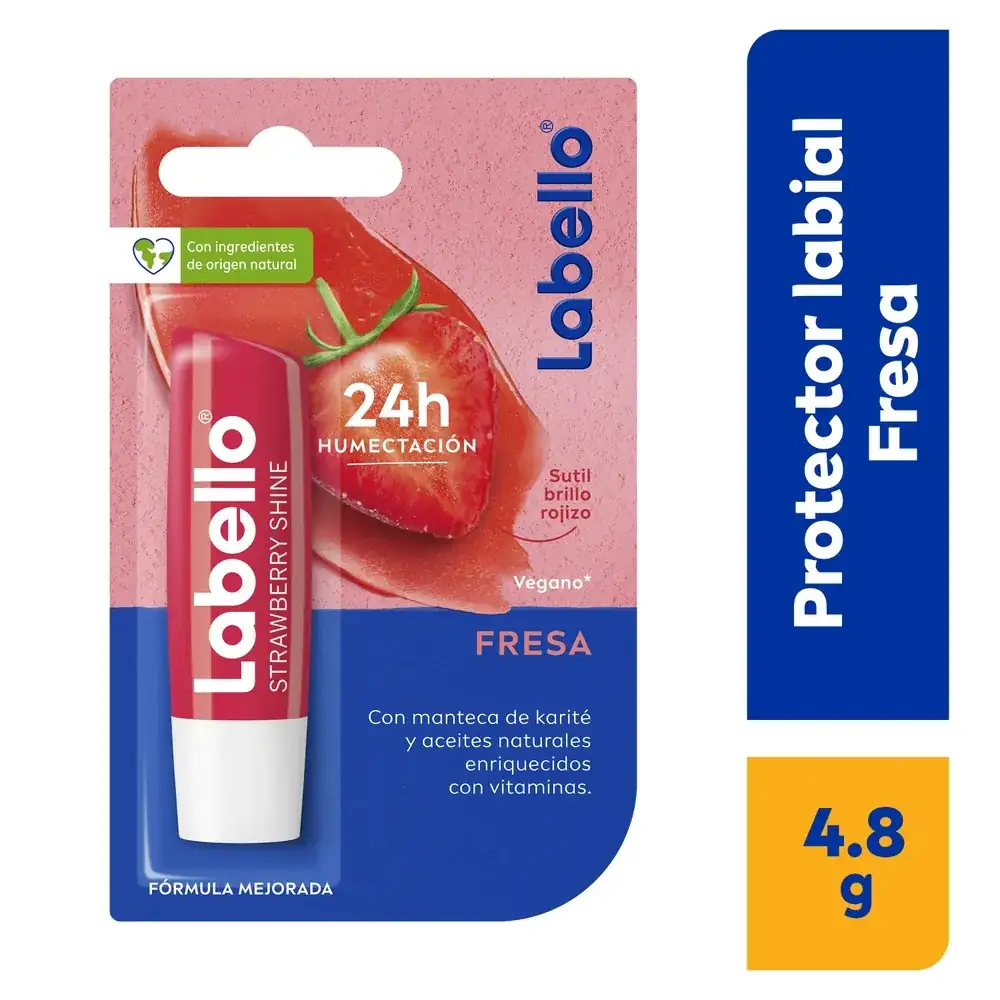 Labello®
Con ingredientes
de origen natural
24h
HUMECTACIÓN
Sutil
brillo
rojizo
Vegano*
Labello®
STRAWBERRY SHINE
FRESA
Con manteca de karité
y aceites naturales
enriquecidos
con vitaminas.
FÓRMULA MEJORADA
Protector labial
Fresa
4.8
g